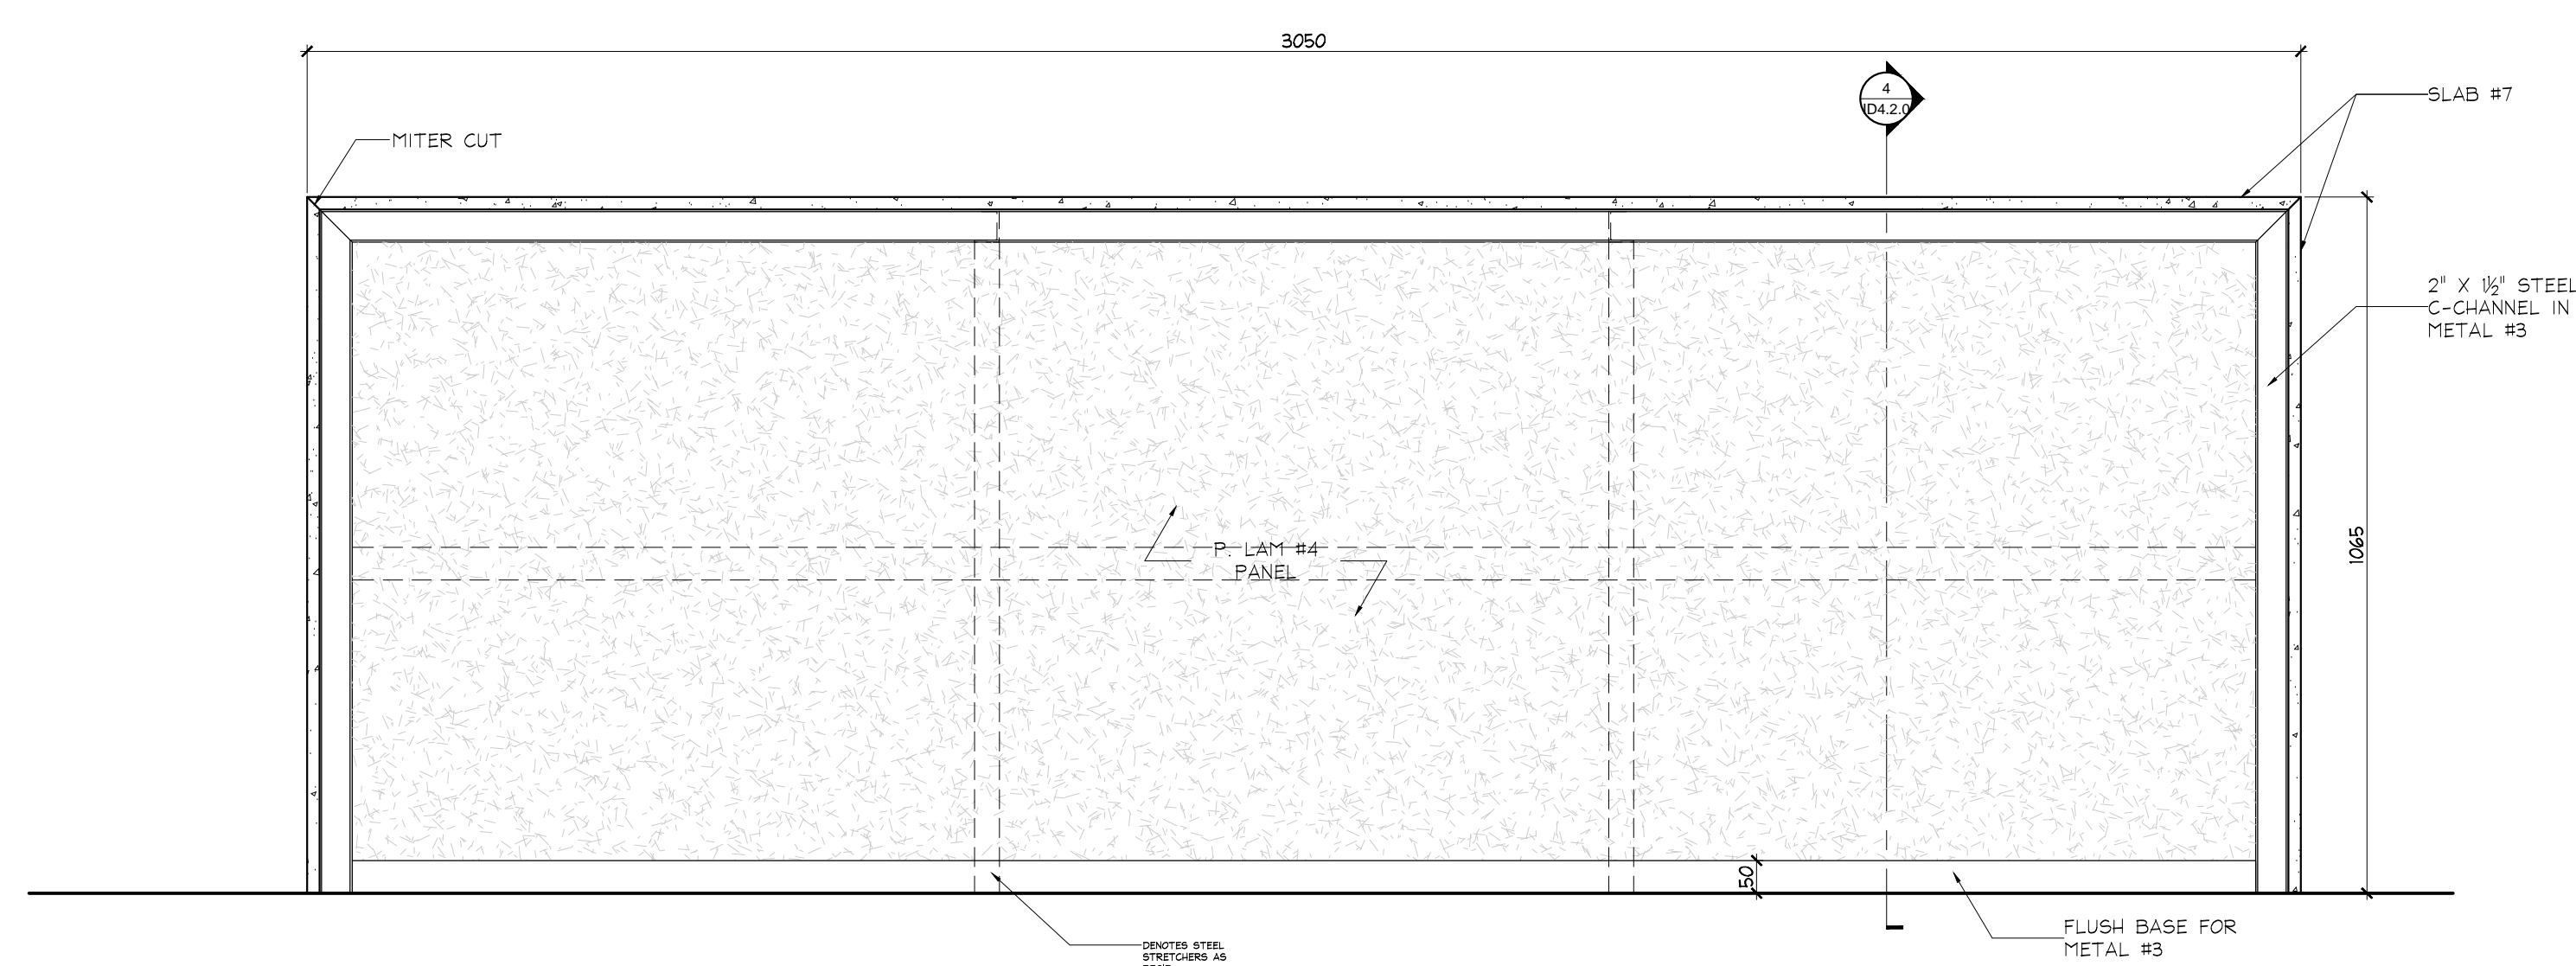 3050
4
ID4.2.0
SLAB #7
MITER CUT
2" X 1½" STEEL
C-CHANNEL IN
METAL #3
1065
P. LAM #4
PANEL
50
FLUSH BASE FOR
METAL #3
DENOTES STEEL
STRETCHERS AS